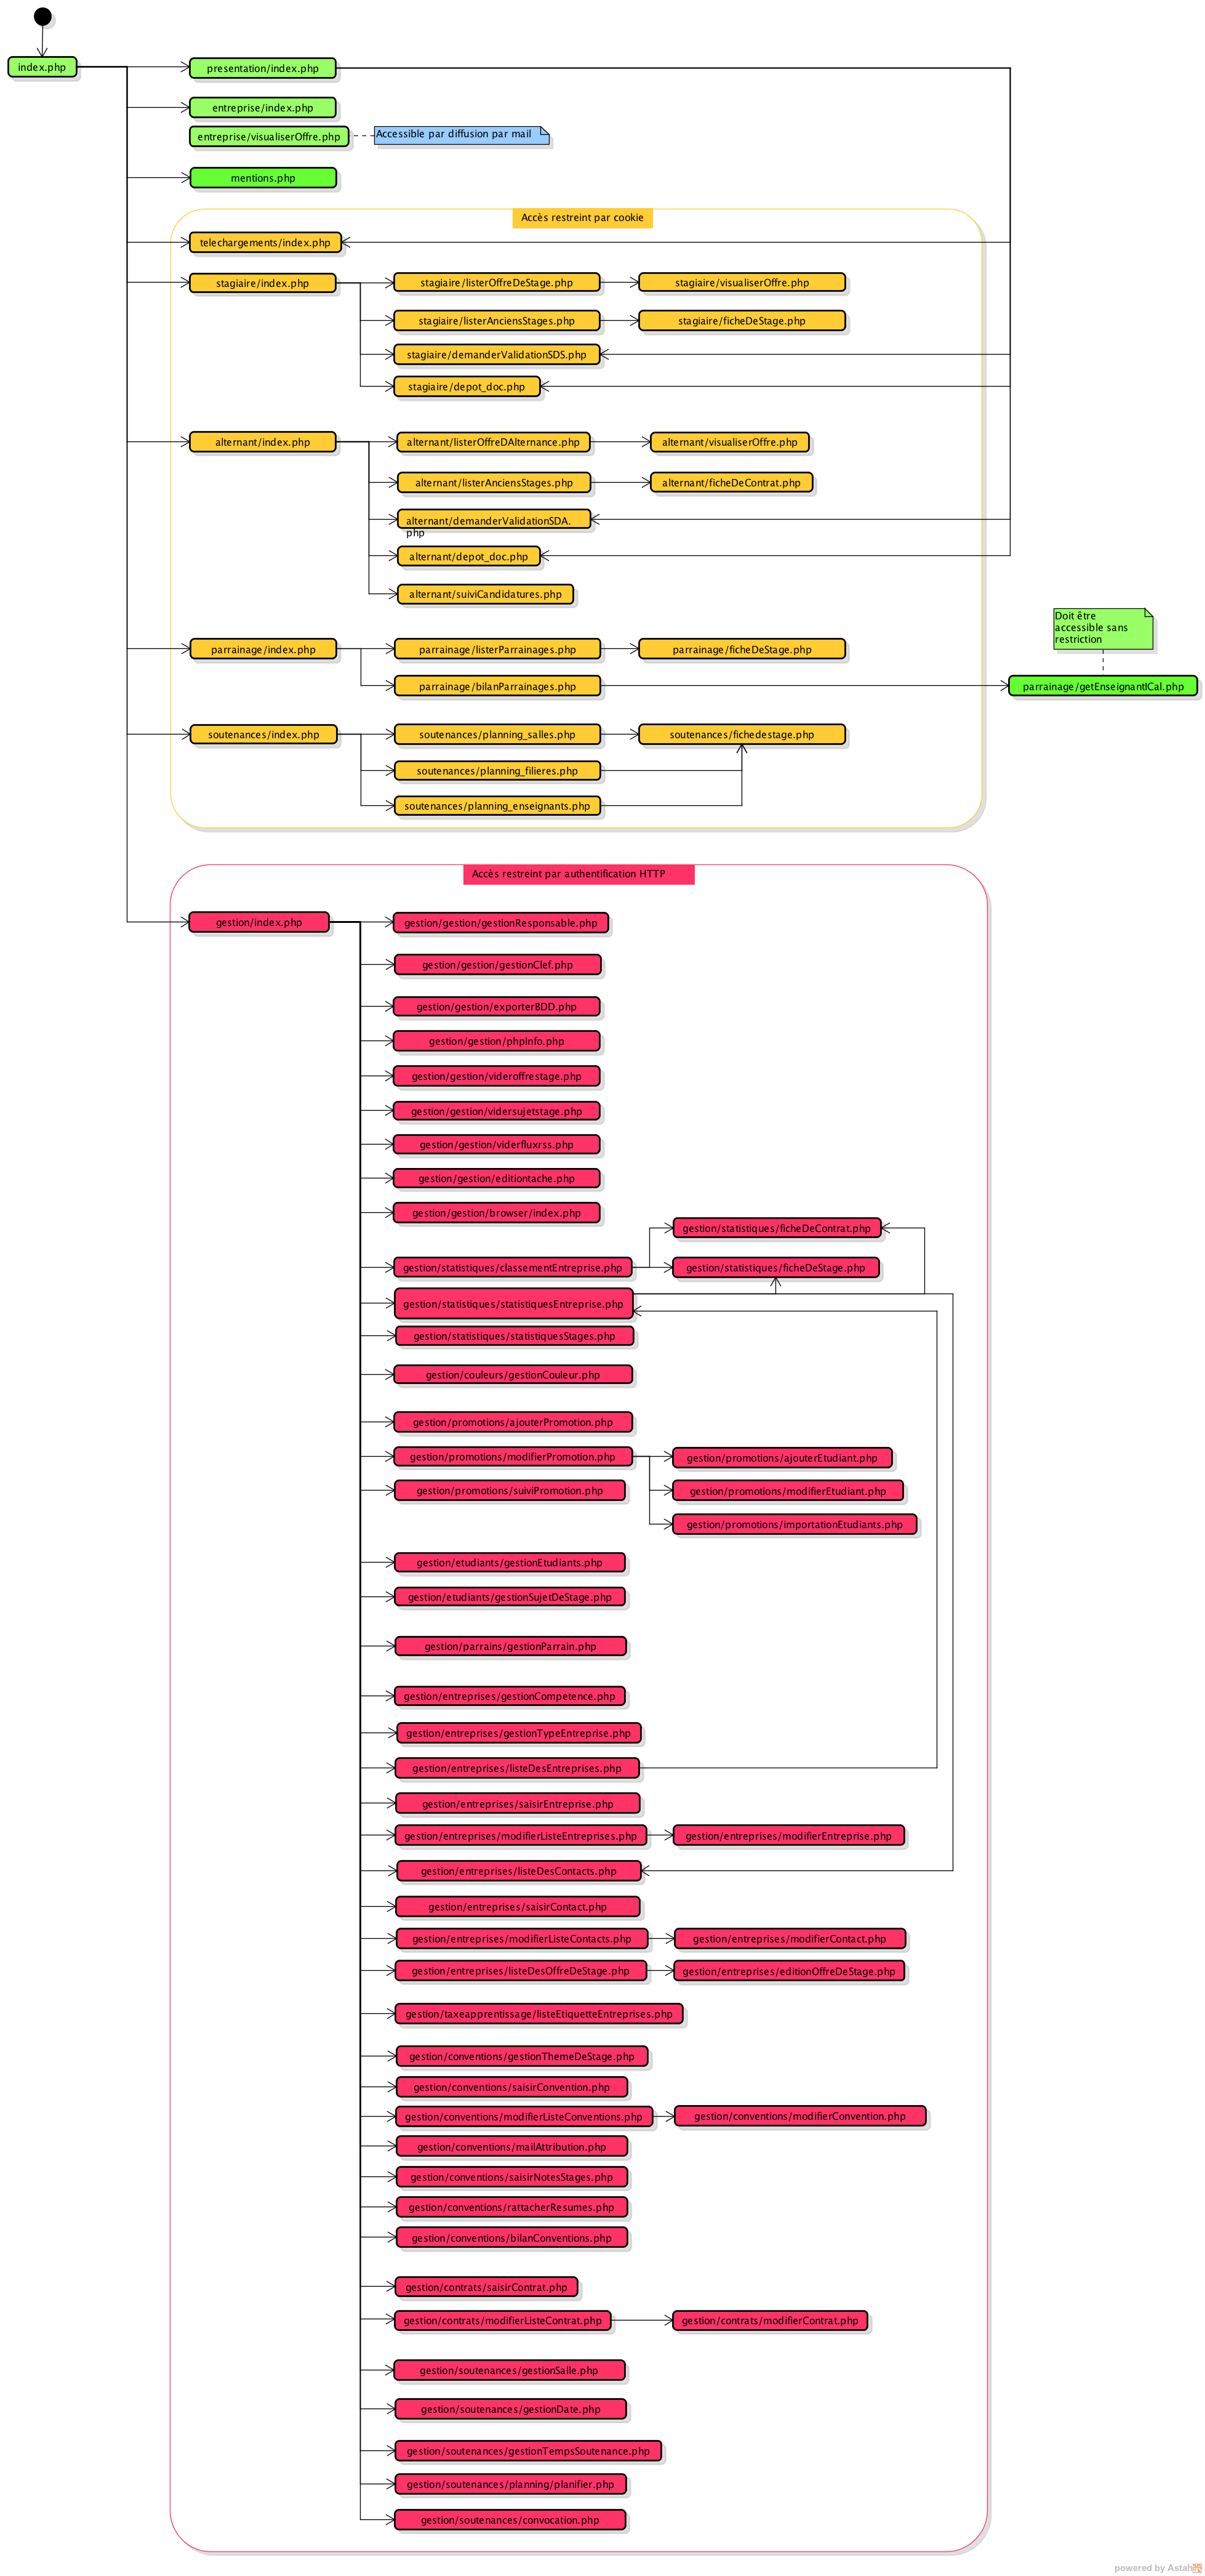 index.php
presentation/index.php
entreprise/index.php
entreprise/visualiserOffre.php
Accessible par diffusion par mail
mentions.php
Accès restreint par cookie
telechargements/index.php
stagiaire/index.php
stagiaire/listerOffreDeStage.php
stagiaire/visualiserOffre.php
stagiaire/listerAnciensStages.php
stagiaire/ficheDeStage.php
stagiaire/demanderValidationSDS.php
stagiaire/depot_doc.php
alternant/index.php
alternant/listerOffreDAlternance.php
alternant/visualiserOffre.php
alternant/listerAnciensStages.php
alternant/ficheDeContrat.php
alternant/demanderValidationSDA.
php
alternant/depot_doc.php
alternant/suiviCandidatures.php
Doit être
accessible sans
restriction
parrainage/index.php
parrainage/listerParrainages.php
parrainage/ficheDeStage.php
parrainage/bilanParrainages.php
parrainage/getEnseignantICal.php
soutenances/index.php
soutenances/planning_salles.php
soutenances/fichedestage.php
soutenances/planning_filieres.php
soutenances/planning_enseignants.php
Accès restreint par authentification HTTP
gestion/index.php
gestion/gestion/gestionResponsable.php
gestion/gestion/gestionClef.php
gestion/gestion/exporterBDD.php
gestion/gestion/phpInfo.php
gestion/gestion/videroffrestage.php
gestion/gestion/vidersujetstage.php
gestion/gestion/viderfluxrss.php
gestion/gestion/editiontache.php
gestion/gestion/browser/index.php
gestion/statistiques/ficheDeContrat.php
gestion/statistiques/classementEntreprise.php
gestion/statistiques/ficheDeStage.php
gestion/statistiques/statistiquesEntreprise.php
gestion/statistiques/statistiquesStages.php
gestion/couleurs/gestionCouleur.php
gestion/promotions/ajouterPromotion.php
gestion/promotions/modifierPromotion.php
gestion/promotions/ajouterEtudiant.php
gestion/promotions/suiviPromotion.php
gestion/promotions/modifierEtudiant.php
gestion/promotions/importationEtudiants.php
gestion/etudiants/gestionEtudiants.php
gestion/etudiants/gestionSujetDeStage.php
gestion/parrains/gestionParrain.php
gestion/entreprises/gestionCompetence.php
gestion/entreprises/gestionTypeEntreprise.php
gestion/entreprises/listeDesEntreprises.php
gestion/entreprises/saisirEntreprise.php
gestion/entreprises/modifierListeEntreprises.php
gestion/entreprises/modifierEntreprise.php
gestion/entreprises/listeDesContacts.php
gestion/entreprises/saisirContact.php
gestion/entreprises/modifierListeContacts.php
gestion/entreprises/modifierContact.php
gestion/entreprises/listeDesOffreDeStage.php
gestion/entreprises/editionOffreDeStage.php
gestion/taxeapprentissage/listeEtiquetteEntreprises.php
gestion/conventions/gestionThemeDeStage.php
gestion/conventions/saisirConvention.php
gestion/conventions/modifierListeConventions.php
gestion/conventions/modifierConvention.php
gestion/conventions/mailAttribution.php
gestion/conventions/saisirNotesStages.php
gestion/conventions/rattacherResumes.php
gestion/conventions/bilanConventions.php
gestion/contrats/saisirContrat.php
gestion/contrats/modifierListeContrat.php
gestion/contrats/modifierContrat.php
gestion/soutenances/gestionSalle.php
gestion/soutenances/gestionDate.php
gestion/soutenances/gestionTempsSoutenance.php
gestion/soutenances/planning/planifier.php
gestion/soutenances/convocation.php
powered by Astah